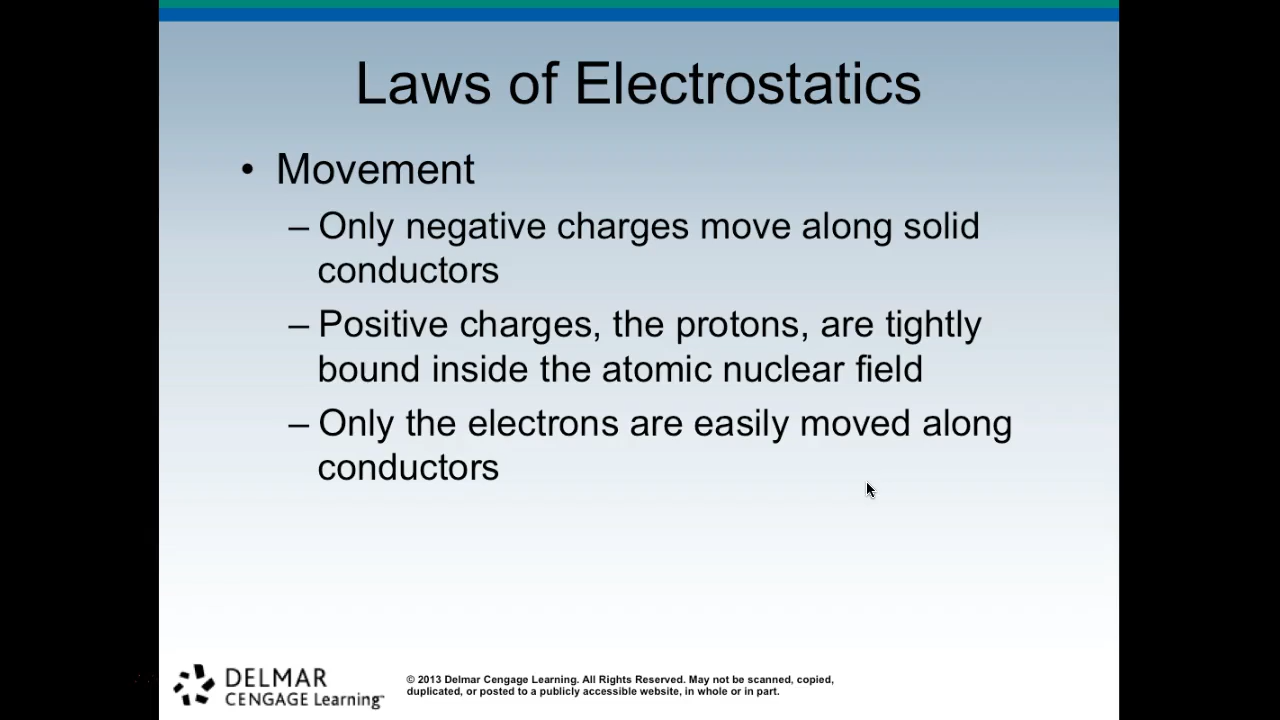 Laws of Electrostatics
• Movement
– Only negative charges move along solid
conductors
– Positive charges, the protons, are tightly
bound inside the atomic nuclear field
– Only the electrons are easily moved along
conductors
DELMAR
CENGAGE Learning™
© 2013 Delmar Cengage Learning. All Rights Reserved. May not be scanned, copied,
duplicated, or posted to a publicly accessible website, in whole or in part.